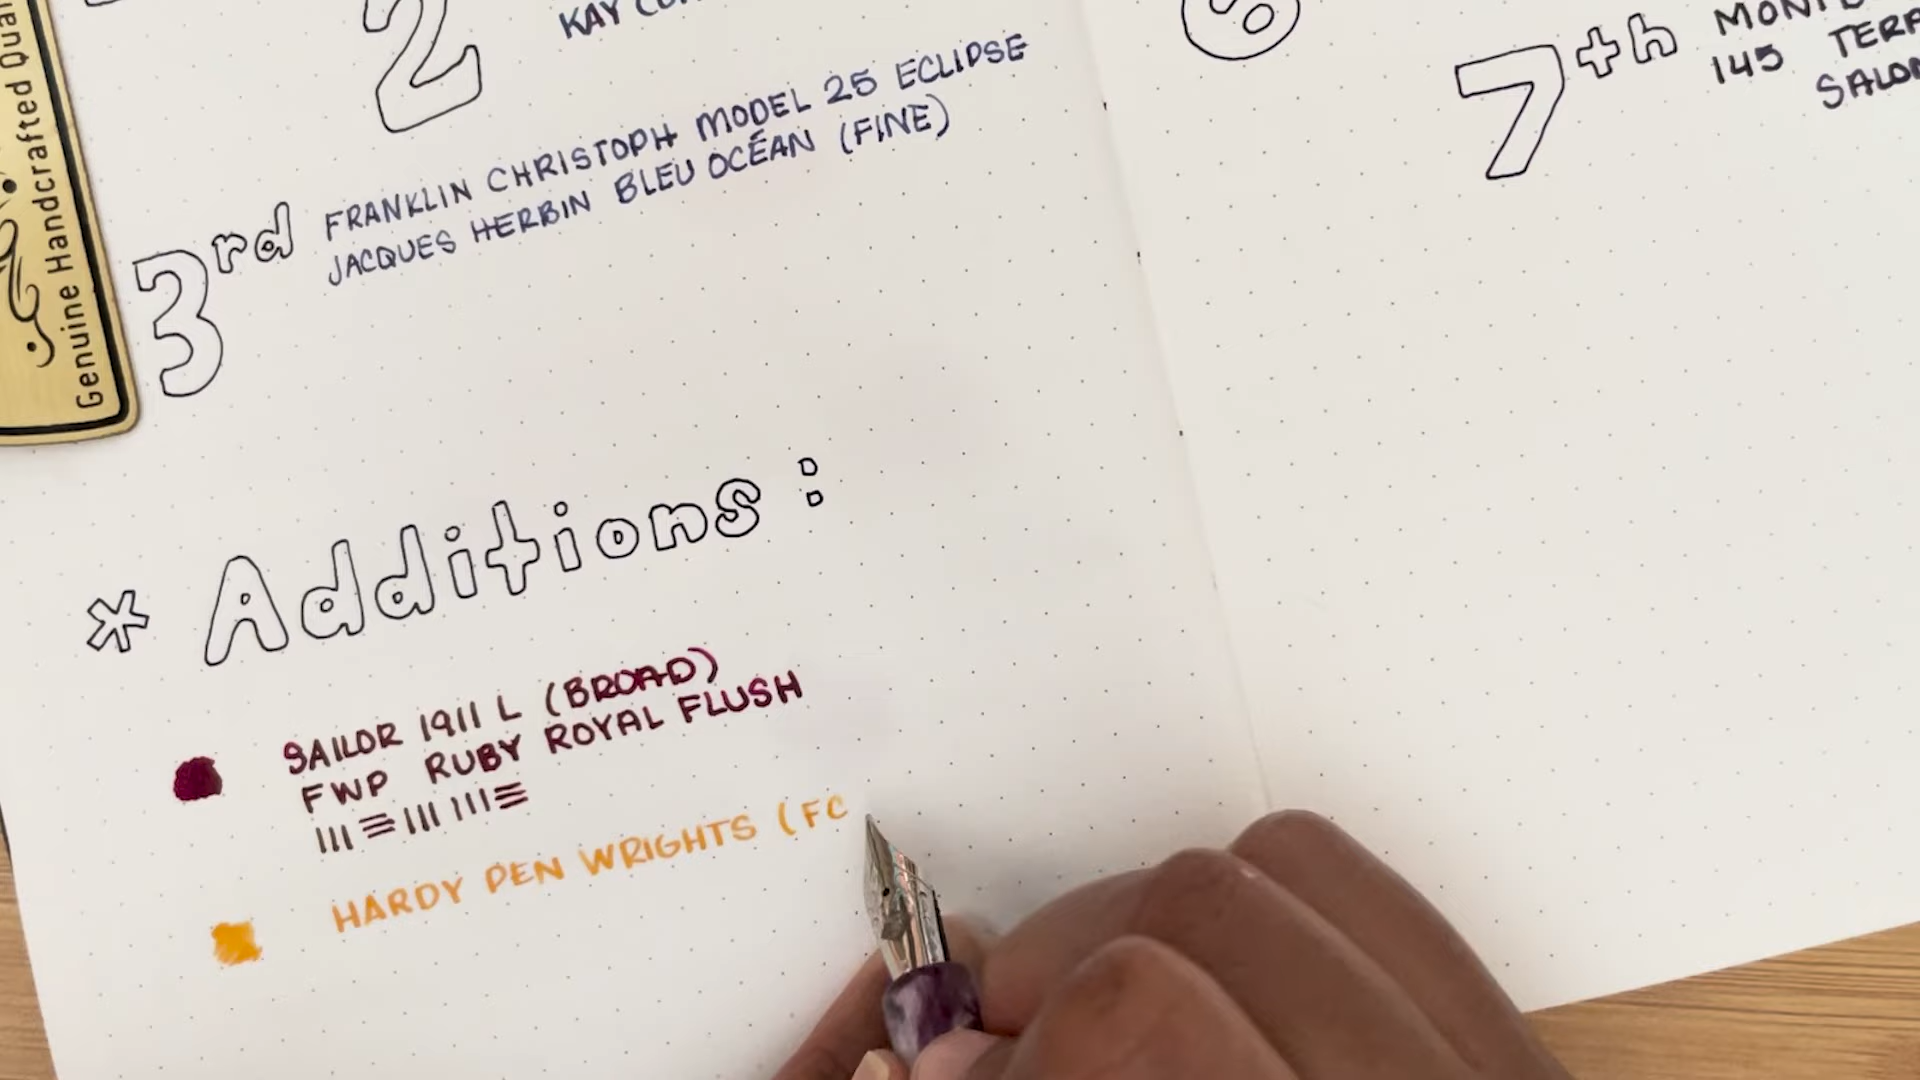 Genuine Handcrafted
2
KAY
3rd
FRANKLIN CHRISTOPH MODEL 25 ECLIPSE
JACQUES HERBIN BLEU OCÉAN (FINE)
* Additions:
SAILOR 1911 L (BROAD)
FWP RUBY ROYAL FLUSH
HARDY PEN WRIGHTS (FC
7th
145